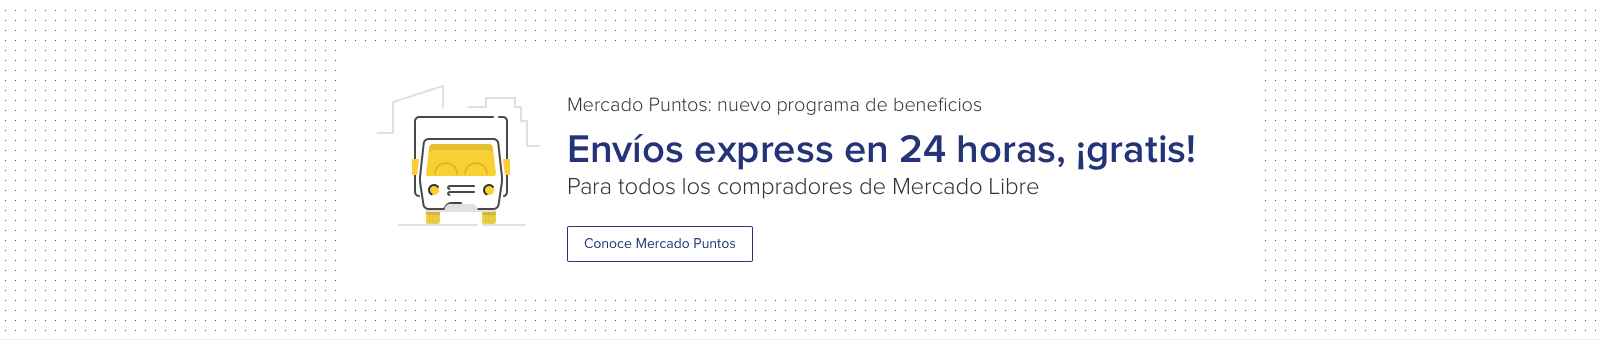 Mercado Puntos: nuevo programa de beneficios
Envíos express en 24 horas, ¡gratis!
Para todos los compradores de Mercado Libre
Conoce Mercado Puntos